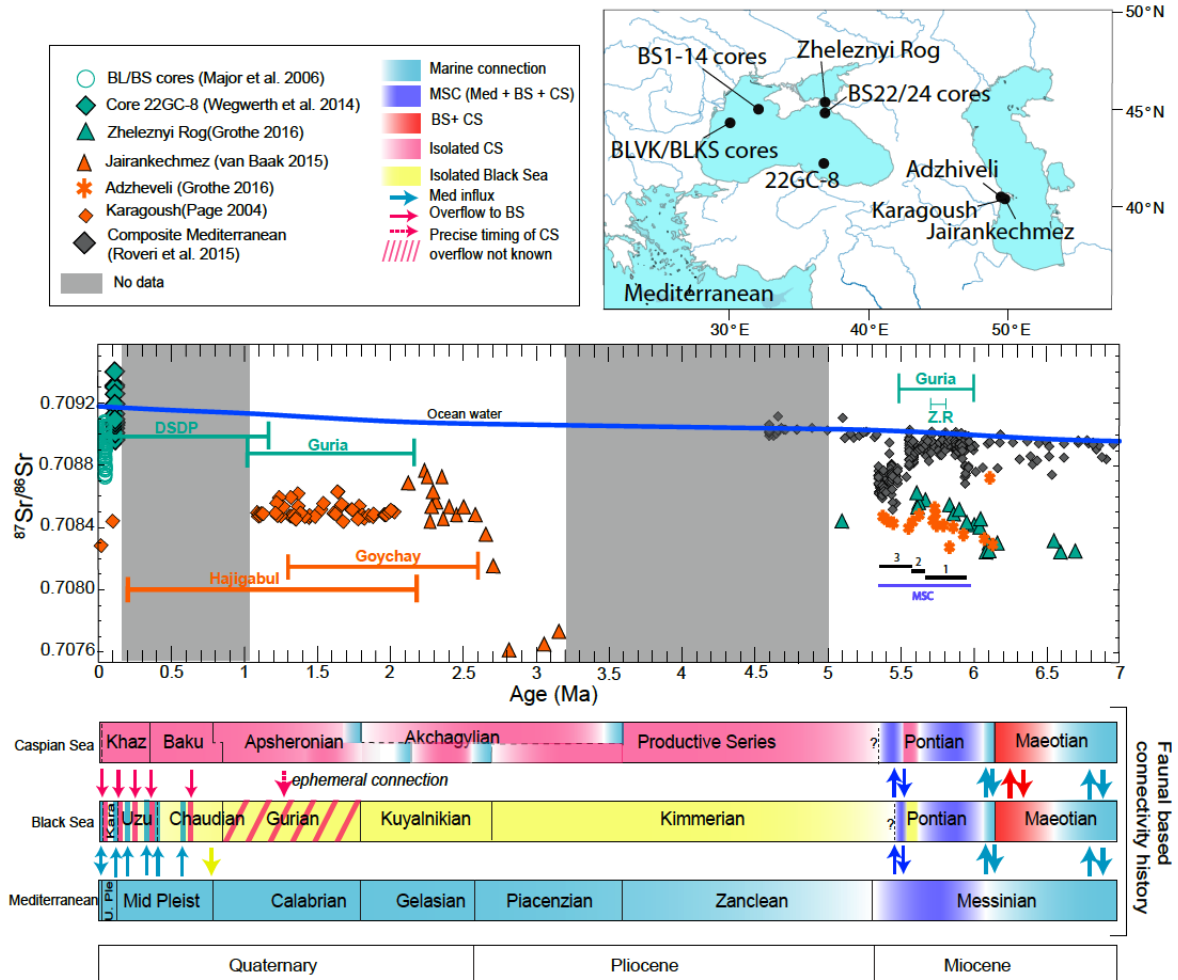 BL/BS cores (Major et al. 2006)
Core 22GC-8 (Wegwerth et al. 2014)
Zheleznyi Rog(Grothe 2016)
Jairankechmez (van Baak 2015)
Adzheveli (Grothe 2016)
Karagoush(Page 2004)
Composite Mediterranean
(Roveri et al. 2015)
No data
Marine connection
MSC (Med + BS + CS)
BS+ CS
Isolated CS
Isolated Black Sea
Med influx
Overflow to BS
Precise timing of CS
overflow not known
50°N
45°N
40°N
30°E
40°E
50°E
BS1-14 cores
Zheleznyi Rog
BS22/24 cores
BLVK/BLKS cores
22GC-8
Adzhiveli
Karagoush
Jairankechmez
Mediterranean
87Sr/86Sr
0.7092
0.7088
0.7084
0.7080
0.7076
Ocean water
DSDP
Guria
Guria
Z.R
Goychay
Hajigabul
3
2
1
MSC
0 0.5 1 1.5 2 2.5 3 3.5 4 4.5 5 5.5 6 6.5 7
Age (Ma)
Caspian Sea
Khaz Baku Apsheronian Akchagylian Productive Series ? Pontian Maeotian
ephemeral connection
Black Sea
Kara Uzu Chaudian Gurian Kuyalnikian Kimmerian ? Pontian Maeotian
Mediterranean
U. Ple Mid Pleist Calabrian Gelasian Piacenzian Zanclean Messinian
Quaternary Pliocene Miocene
Faunal based
connectivity history